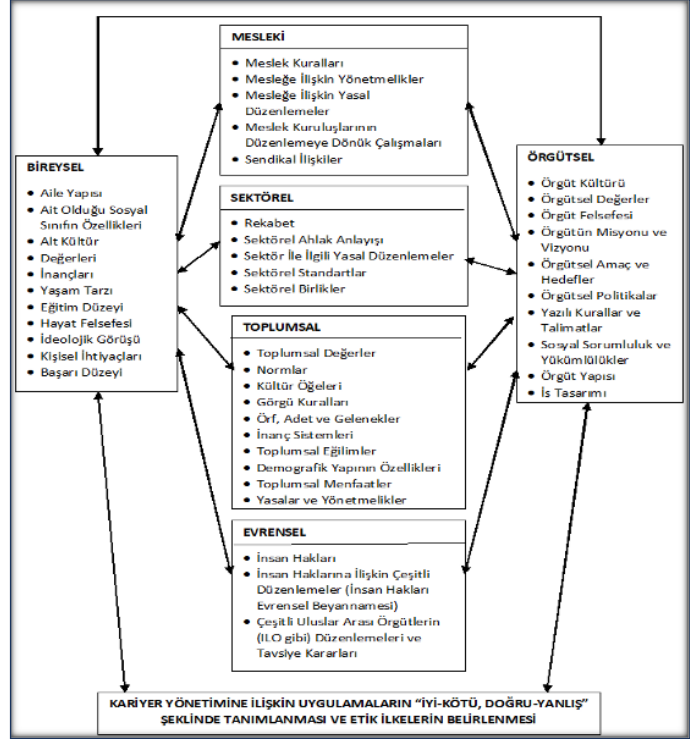 MESLEKİ
• Meslek Kuralları
• Mesleğe İlişkin Yönetmelikler
• Mesleğe İlişkin Yasal
Düzenlemeler
• Meslek Kuruluşlarının
Düzenlemeye Dönük Çalışmaları
• Sendikal İlişkiler
BİREYSEL
• Aile Yapısı
• Ait Olduğu Sosyal
Sınıfın Özellikleri
• Alt Kültür
• Değerleri
• İnançları
• Yaşam Tarzı
• Eğitim Düzeyi
• Hayat Felsefesi
• İdeolojik Görüşü
• Kişisel İhtiyaçları
• Başarı Düzeyi
SEKTÖREL
• Rekabet
• Sektörel Ahlak Anlayışı
• Sektör İle İlgili Yasal Düzenlemeler
• Sektörel Standartlar
• Sektörel Birlikler
ÖRGÜTSEL
• Örgüt Kültürü
• Örgütsel Değerler
• Örgüt Felsefesi
• Örgütün Misyonu ve
Vizyonu
• Örgütsel Amaç ve
Hedefler
• Örgütsel Politikalar
• Yazılı Kurallar ve
Talimatlar
• Sosyal Sorumluluk ve
Yükümlülükler
• Örgüt Yapısı
• İs Tasarımı
TOPLUMSAL
• Toplumsal Değerler
• Normlar
• Kültür Öğeleri
• Görgü Kuralları
• Örf, Adet ve Gelenekler
• İnanç Sistemleri
• Toplumsal Eğilimler
• Demografik Yapının Özellikleri
• Toplumsal Menfaatler
• Yasalar ve Yönetmelikler
EVRENSEL
• İnsan Hakları
• İnsan Haklarına İlişkin Çeşitli
Düzenlemeler (İnsan Hakları
Evrensel Beyannamesi)
• Çeşitli Uluslar Arası Örgütlerin
(ILO gibi) Düzenlemeleri ve
Tavsiye Kararları
KARİYER YÖNETİMİNE İLİŞKİN UYGULAMALARIN “İYİ-KÖTÜ, DOĞRU-YANLIŞ”
ŞEKLİNDE TANIMLANMASI VE ETİK İLKELERİN BELİRLENMESİ